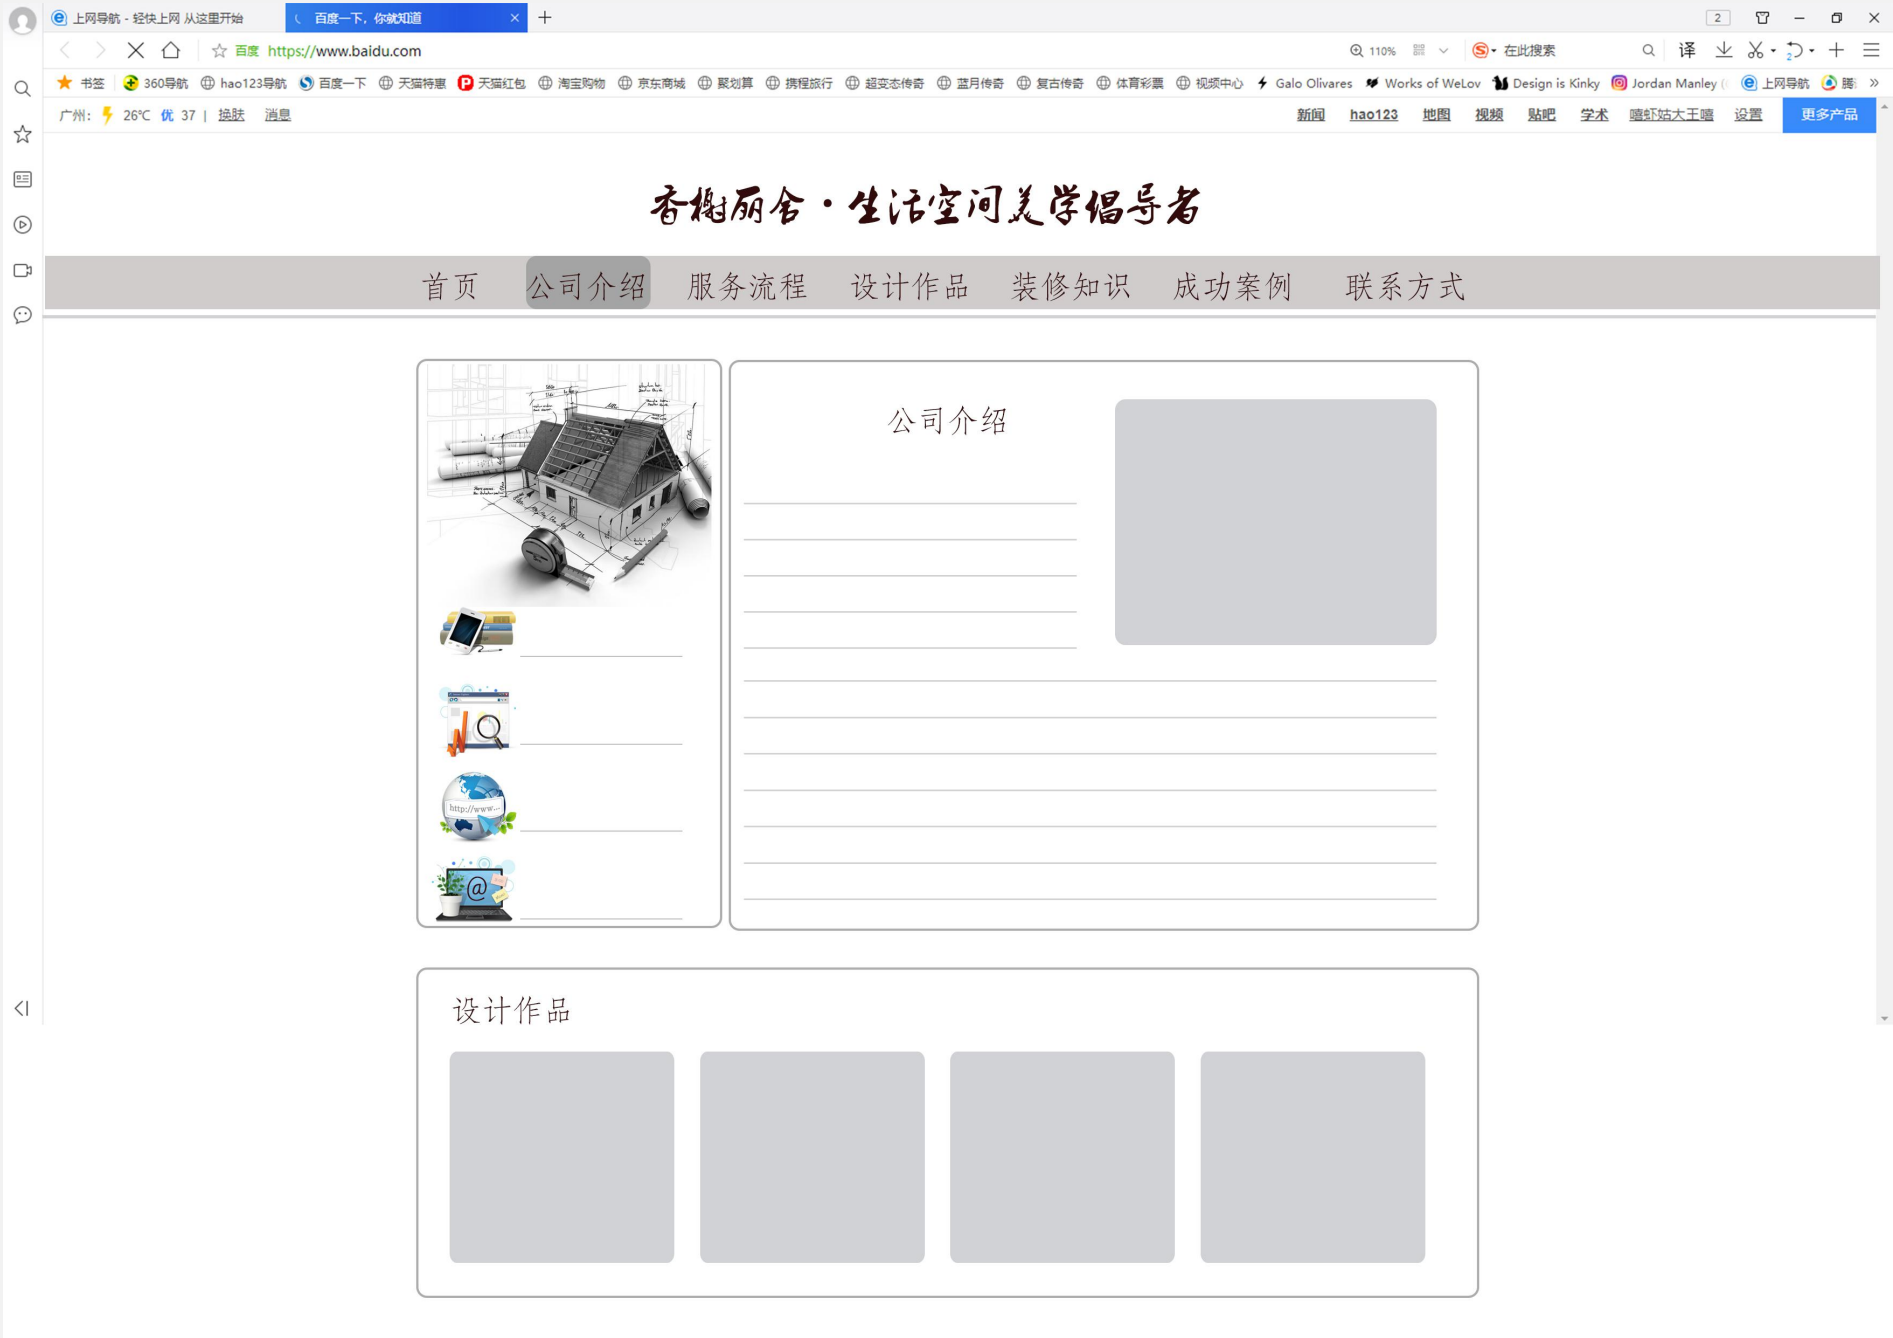 上网导航 - 轻快上网 从这里开始
百度一下，你就知道
2
百度 https://www.baidu.com
110%
在此搜索
译
书签 360导航 hao123导航 百度一下 天猫特惠 天猫红包 淘宝购物 京东商城 聚划算 携程旅行 超变态传奇 蓝月传奇 复古传奇 体育彩票 视频中心 Galo Olivares Works of WeLov Design is Kinky Jordan Manley ( 上网导航 腾
广州： 26℃ 优 37 | 换肤 消息
新闻 hao123 地图 视频 贴吧 学术 嘻虾姑大王嘻 设置 更多产品
香榭丽舍·生活空间美学倡导者
首页 公司介绍 服务流程 设计作品 装修知识 成功案例 联系方式
公司介绍
http://www...
@
设计作品